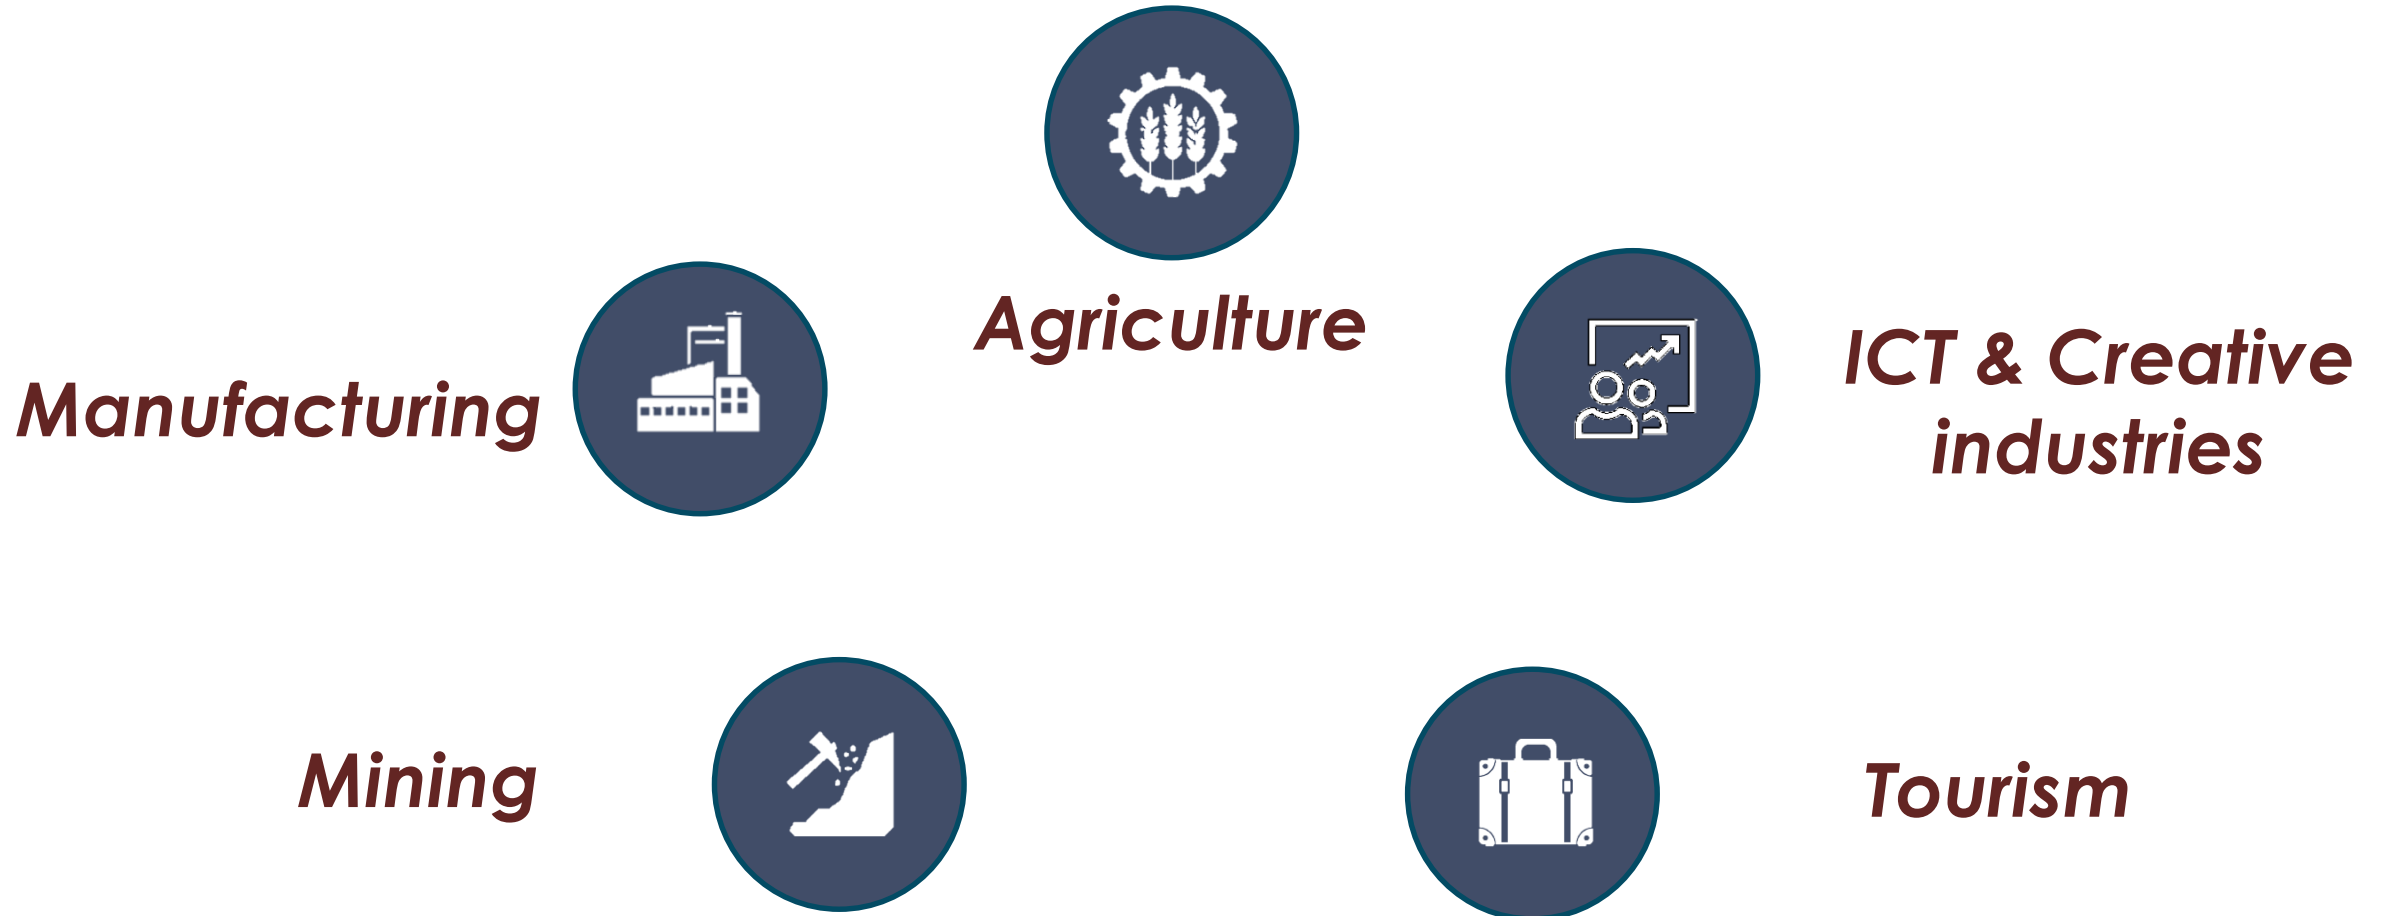 Agriculture
Manufacturing
ICT & Creative
industries
Mining
Tourism